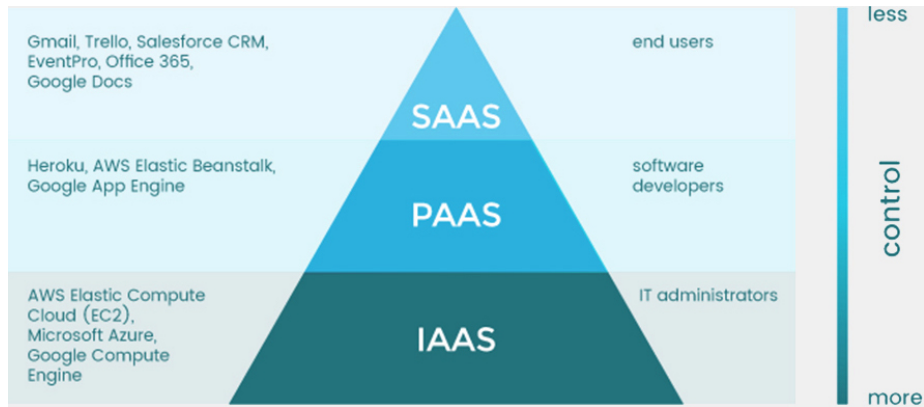 Gmail, Trello, Salesforce CRM,
EventPro, Office 365,
Google Docs
SAAS
end users
less
Heroku, AWS Elastic Beanstalk,
Google App Engine
PAAS
software
developers
control
AWS Elastic Compute
Cloud (EC2),
Microsoft Azure,
Google Compute
Engine
IAAS
IT administrators
more